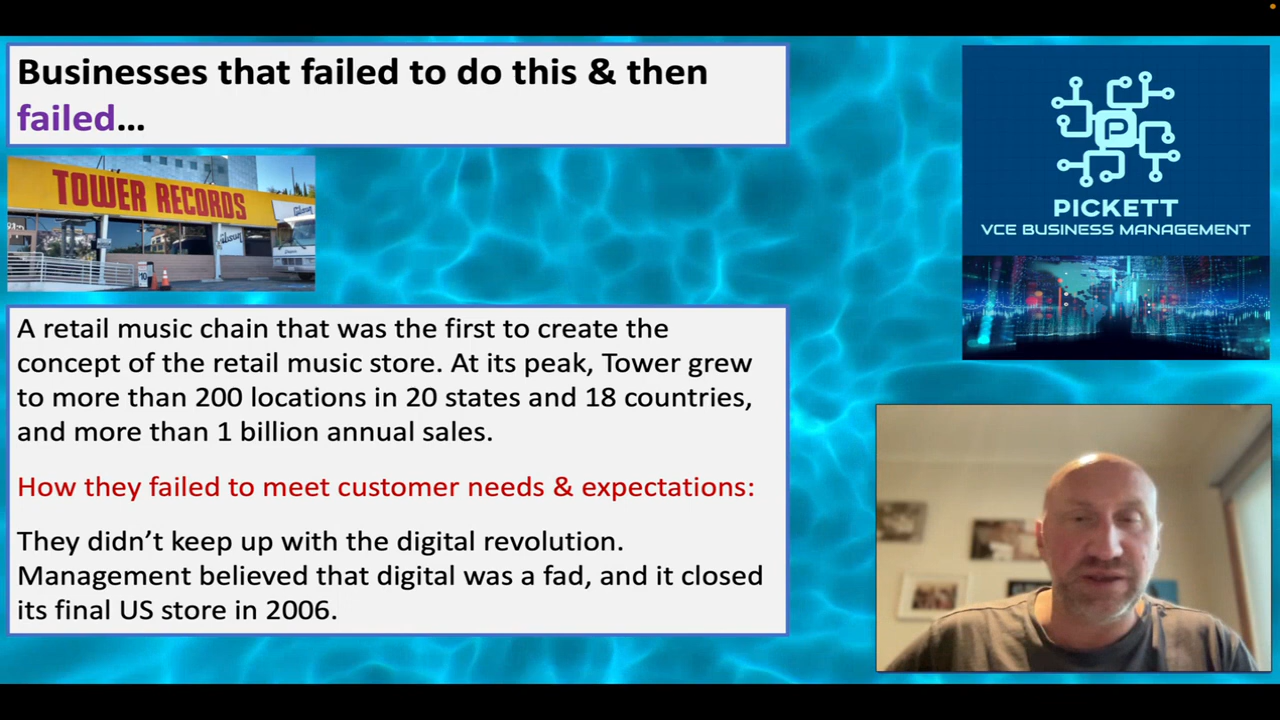 Businesses that failed to do this & then
failed...
TOWER RECORDS
Gibson
PICKETT
VCE BUSINESS MANAGEMENT
A retail music chain that was the first to create the
concept of the retail music store. At its peak, Tower grew
to more than 200 locations in 20 states and 18 countries,
and more than 1 billion annual sales.
How they failed to meet customer needs & expectations:
They didn’t keep up with the digital revolution.
Management believed that digital was a fad, and it closed
its final US store in 2006.